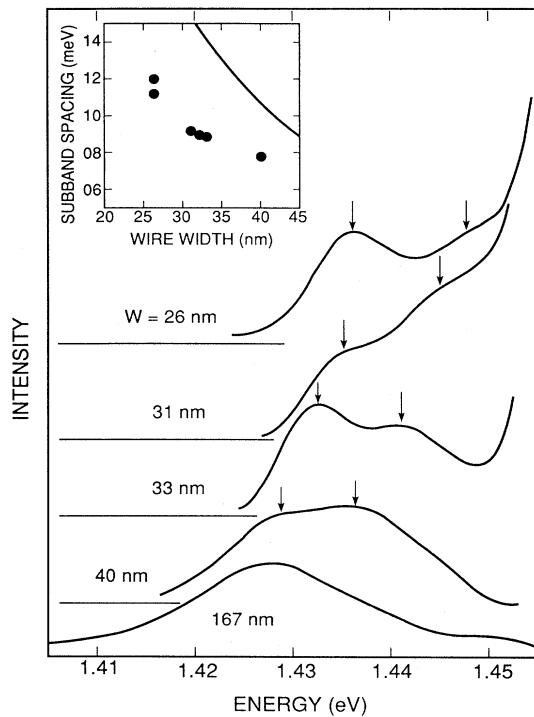 SUBBAND SPACING (meV)
14
12
10
08
06
20 25 30 35 40 45
WIRE WIDTH (nm)
W = 26 nm
31 nm
33 nm
40 nm
167 nm
INTENSITY
1.41 1.42 1.43 1.44 1.45
ENERGY (eV)